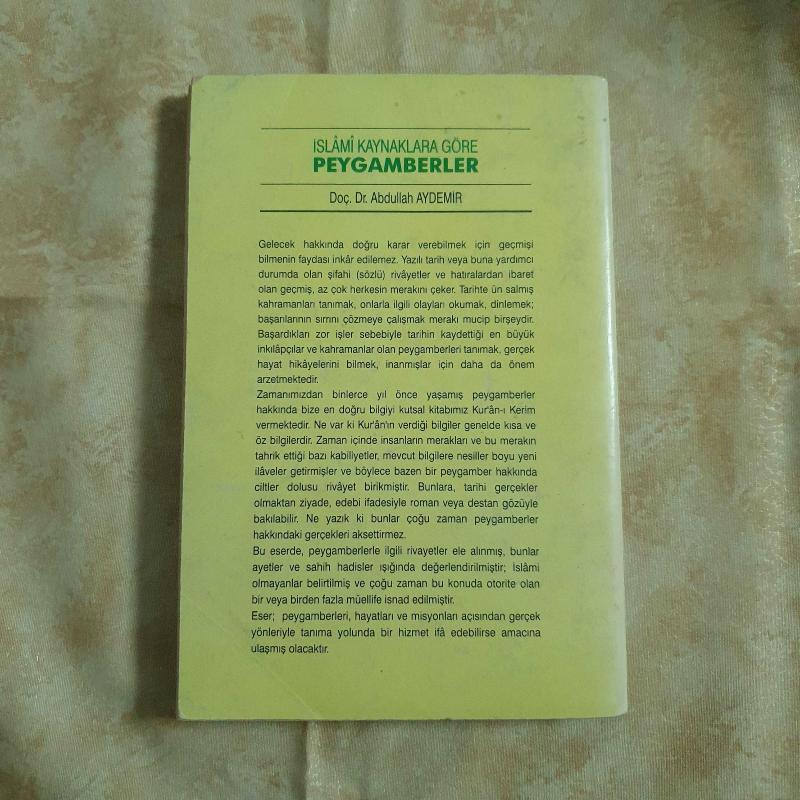 İSLÂMÎ KAYNAKLARA GÖRE
PEYGAMBERLER
Doç. Dr. Abdullah AYDEMİR
Gelecek hakkında doğru karar verebilmek için geçmişi
bilmenin faydası inkâr edilemez. Yazılı tarih veya buna yardımcı
durumda olan şifahi (sözlü) rivâyetler ve hatıralardan ibaret
olan geçmiş, az çok herkesin merakını çeker. Tarihte ün salmış
kahramanları tanımak, onlarla ilgili olayları okumak, dinlemek;
başarılarının sırrını çözmeye çalışmak merakı mucip birşeydir.
Başardıkları zor işler sebebiyle tarihin kaydettiği en büyük
inkılâpçılar ve kahramanlar olan peygamberleri tanımak, gerçek
hayat hikâyelerini bilmek, inanmışlar için daha da önem
arzetmektedir.
Zamanımızdan binlerce yıl önce yaşamış peygamberler
hakkında bize en doğru bilgiyi kutsal kitabımız Kur'ân-ı Kerim
vermektedir. Ne var ki Kur'ân'ın verdiği bilgiler genelde kısa ve
öz bilgilerdir. Zaman içinde insanların merakları ve bu merakın
tahrik ettiği bazı kabiliyetler, mevcut bilgilere nesiller boyu yeni
ilâveler getirmişler ve böylece bazen bir peygamber hakkında
ciltler dolusu rivâyet birikmiştir. Bunlara, tarihi gerçekler
olmaktan ziyade, edebi ifadesiyle roman veya destan gözüyle
bakılabilir. Ne yazık ki bunlar çoğu zaman peygamberler
hakkındaki gerçekleri aksettirmez.
Bu eserde, peygamberlerle ilgili rivayetler ele alınmış, bunlar
ayetler ve sahih hadisler ışığında değerlendirilmiştir; İslâmi
olmayanlar belirtilmiş ve çoğu zaman bu konuda otorite olan
bir veya birden fazla müellife isnad edilmiştir.
Eser; peygamberleri, hayatları ve misyonları açısından gerçek
yönleriyle tanıma yolunda bir hizmet ifâ edebilirse amacına
ulaşmış olacaktır.